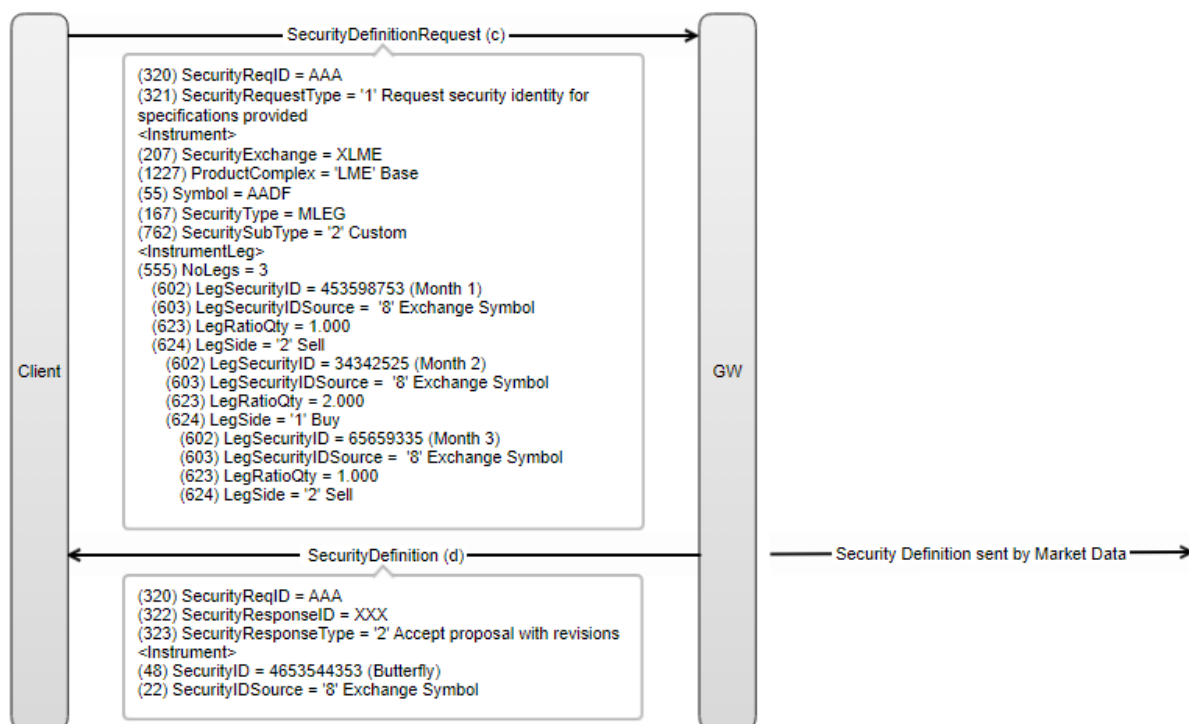 SecurityDefinitionRequest (c)
(320) SecurityReqID = AAA
(321) SecurityRequestType = '1' Request security identity for
specifications provided
<Instrument>
(207) SecurityExchange = XLME
(1227) ProductComplex = 'LME' Base
(55) Symbol = AADF
(167) SecurityType = MLEG
(762) SecuritySubType = '2' Custom
<InstrumentLeg>
(555) NoLegs = 3
(602) LegSecurityID = 453598753 (Month 1)
(603) LegSecurityIDSource =  '8' Exchange Symbol
(623) LegRatioQty = 1.000
(624) LegSide = '2' Sell
(602) LegSecurityID = 34342525 (Month 2)
(603) LegSecurityIDSource =  '8' Exchange Symbol
(623) LegRatioQty = 2.000
(624) LegSide = '1' Buy
(602) LegSecurityID = 65659335 (Month 3)
(603) LegSecurityIDSource =  '8' Exchange Symbol
(623) LegRatioQty = 1.000
(624) LegSide = '2' Sell
Client
GW
SecurityDefinition (d)
Security Definition sent by Market Data
(320) SecurityReqID = AAA
(322) SecurityResponseID = XXX
(323) SecurityResponseType = '2' Accept proposal with revisions
<Instrument>
(48) SecurityID = 4653544353 (Butterfly)
(22) SecurityIDSource = '8' Exchange Symbol